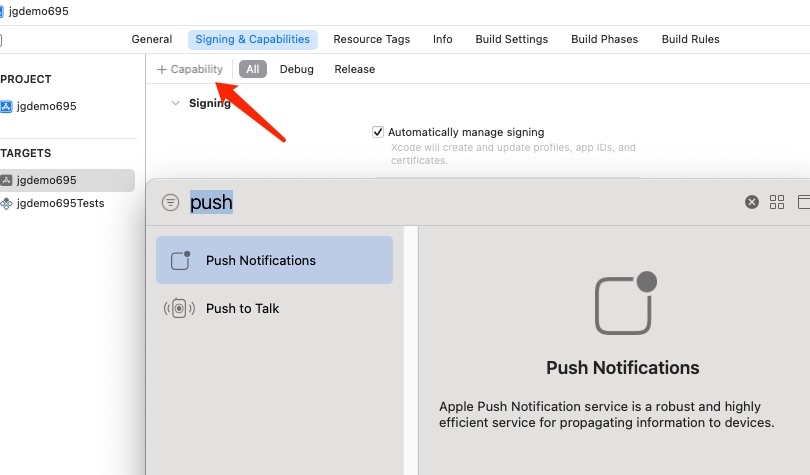 jgdemo695
General Signing & Capabilities Resource Tags Info Build Settings Build Phases Build Rules
+ Capability All Debug Release
PROJECT
jgdemo695
TARGETS
jgdemo695
jgdemo695Tests
Signing
Automatically manage signing
Xcode will create and update profiles, app IDs, and
certificates.
push
Push Notifications
Push to Talk
Push Notifications
Apple Push Notification service is a robust and highly
efficient service for propagating information to devices.